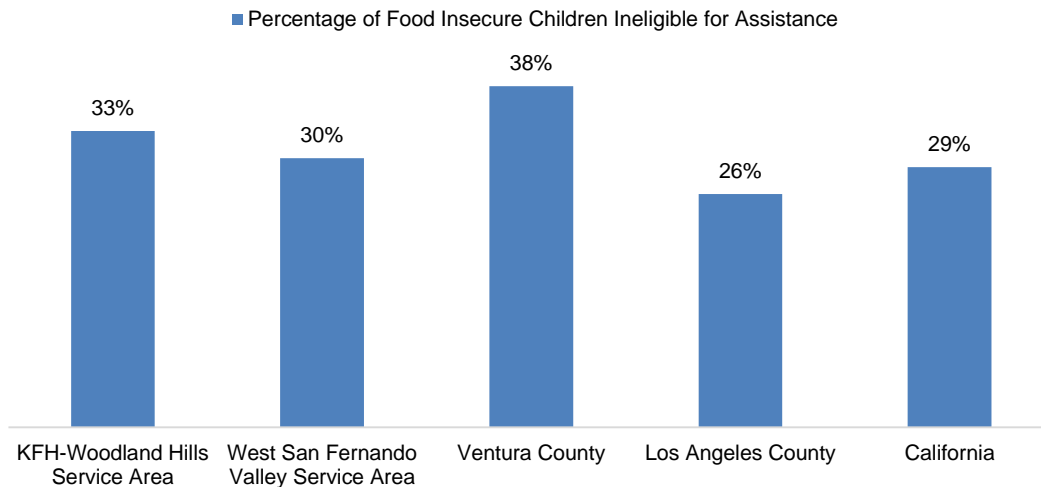 Percentage of Food Insecure Children Ineligible for Assistance
38%
33%
30%
29%
26%
KFH-Woodland Hills
Service Area
West San Fernando
Valley Service Area
Ventura County
Los Angeles County
California